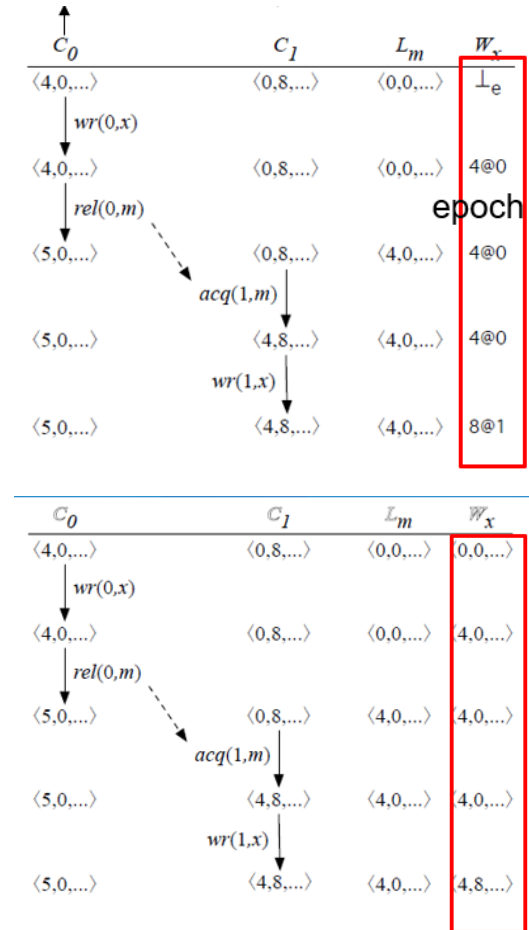 C0 C1 Lm Wx
⟨4,0,...⟩ ⟨0,8,...⟩ ⟨0,0,...⟩ ⊥e
wr(0,x)
⟨4,0,...⟩ ⟨0,8,...⟩ ⟨0,0,...⟩ 4@0
rel(0,m) epoch
⟨5,0,...⟩ ⟨0,8,...⟩ ⟨4,0,...⟩ 4@0
acq(1,m)
⟨5,0,...⟩ ⟨4,8,...⟩ ⟨4,0,...⟩ 4@0
wr(1,x)
⟨5,0,...⟩ ⟨4,8,...⟩ ⟨4,0,...⟩ 8@1
ℂ0 ℂ1 𝕃m 𝕎x
⟨4,0,...⟩ ⟨0,8,...⟩ ⟨0,0,...⟩ ⟨0,0,...⟩
wr(0,x)
⟨4,0,...⟩ ⟨0,8,...⟩ ⟨0,0,...⟩ ⟨4,0,...⟩
rel(0,m)
⟨5,0,...⟩ ⟨0,8,...⟩ ⟨4,0,...⟩ ⟨4,0,...⟩
acq(1,m)
⟨5,0,...⟩ ⟨4,8,...⟩ ⟨4,0,...⟩ ⟨4,0,...⟩
wr(1,x)
⟨5,0,...⟩ ⟨4,8,...⟩ ⟨4,0,...⟩ ⟨4,8,...⟩